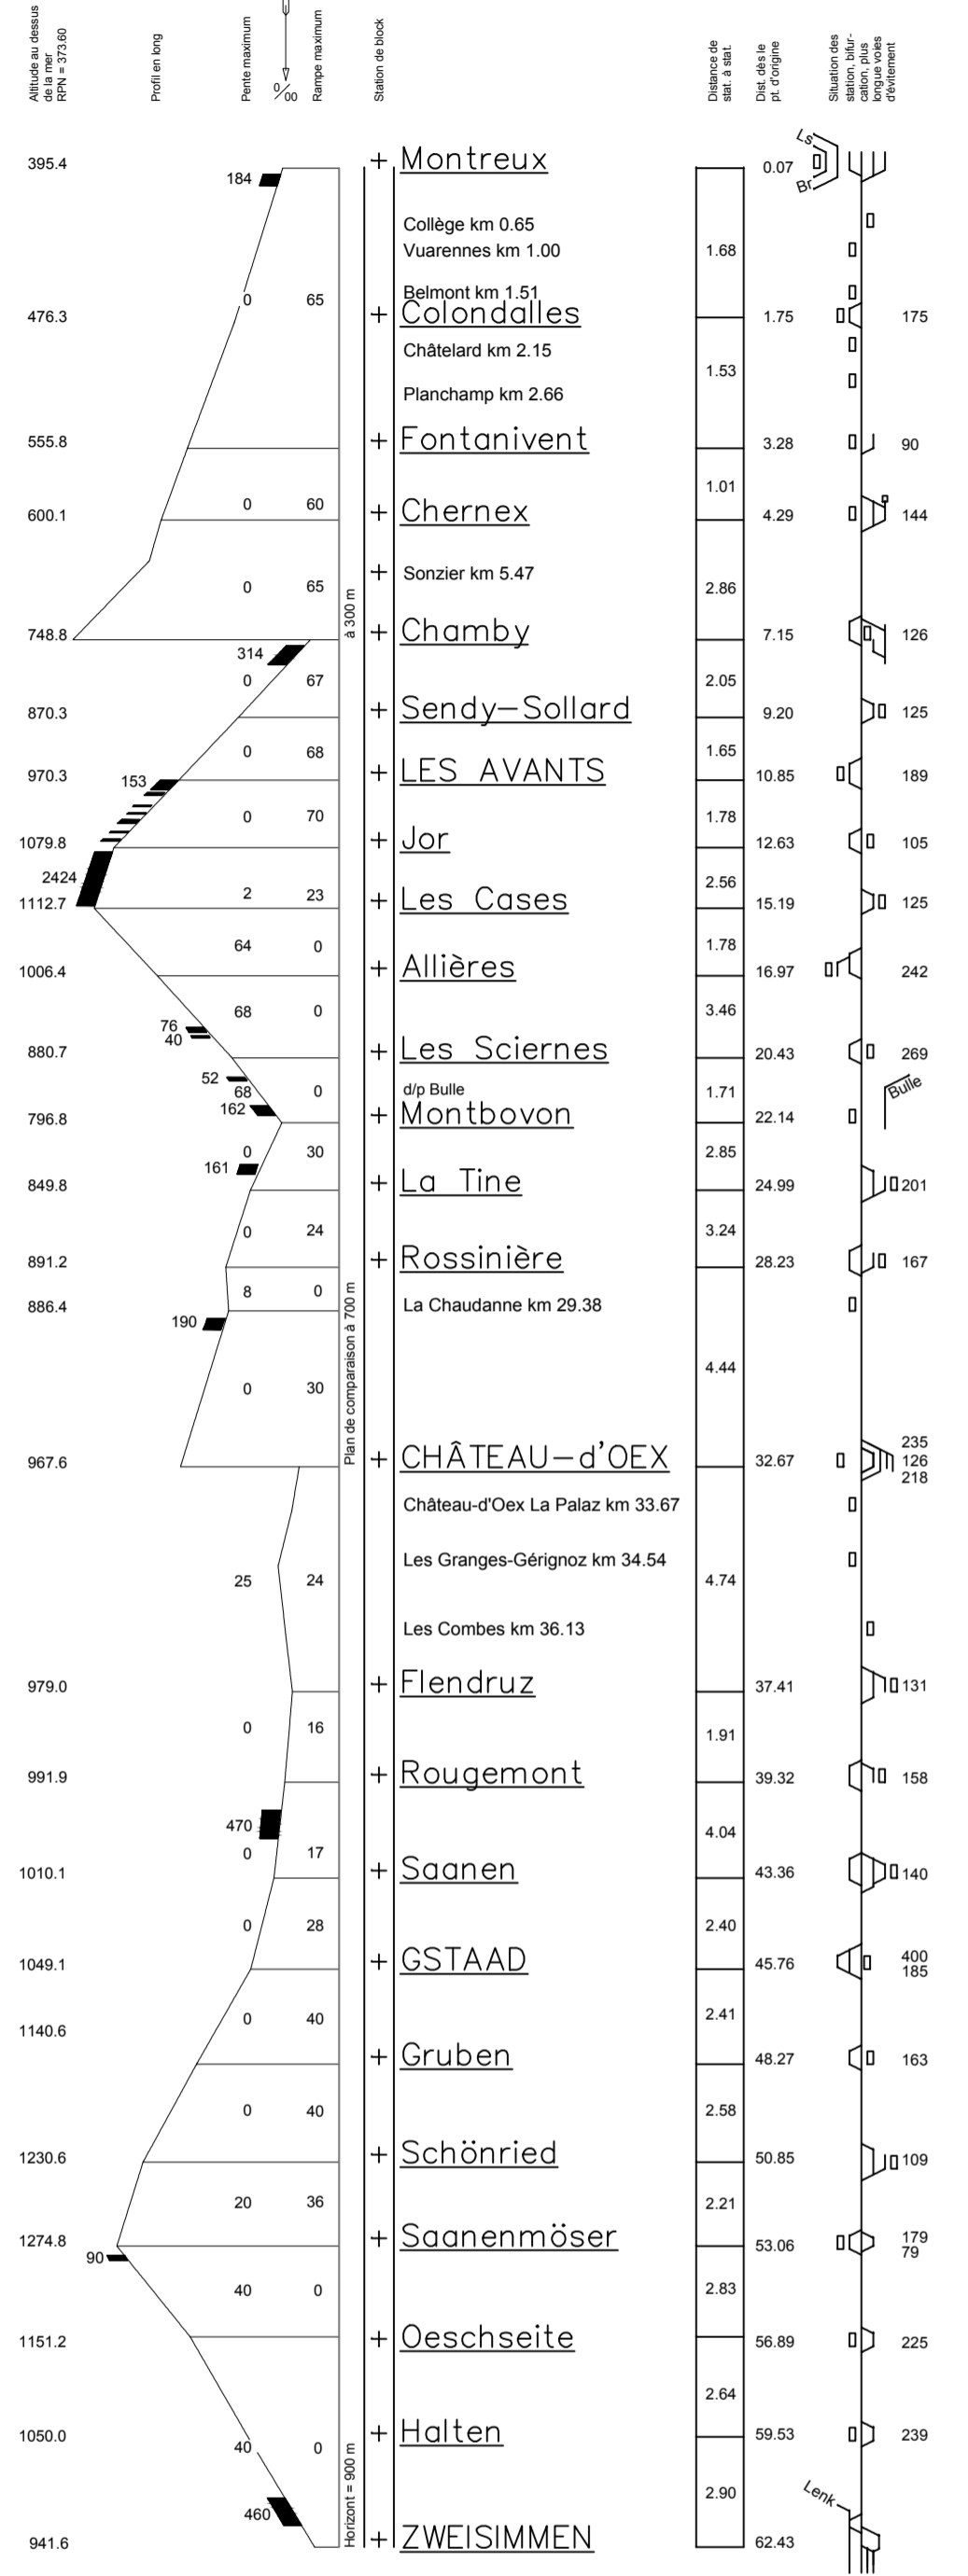 Altitude au dessus
de la mer
RPN = 373.60
Profil en long
Pente maximum
0/00
Rampe maximum
Station de block
Distance de
stat. à stat.
Dist. dès le
pt. d'origine
Situation des
station, bifur-
cation, plus
longue voies
d'évitement
395.4 184 + Montreux 0.07 Ls Br
Collège km 0.65
Vuarennes km 1.00
1.68
Belmont km 1.51
0 65
476.3 + Colondalles 1.75 175
Châtelard km 2.15
1.53
Planchamp km 2.66
555.8 + Fontanivent 3.28 90
0 60 1.01
600.1 + Chernex 4.29 144
+ Sonzier km 5.47
0 65 2.86
à 300 m
748.8 + Chamby 7.15 126
314
0 67 2.05
870.3 + Sendy-Sollard 9.20 125
0 68 1.65
970.3 153 + LES AVANTS 10.85 189
0 70 1.78
1079.8 + Jor 12.63 105
2424 2 23 2.56
1112.7 + Les Cases 15.19 125
64 0 1.78
1006.4 + Allières 16.97 242
68 0 3.46
76
40
880.7 + Les Sciernes 20.43 269
52
68 0 1.71
d/p Bulle
Bulle
162
796.8 + Montbovon 22.14
0 30 2.85
161
849.8 + La Tine 24.99 201
0 24 3.24
891.2 + Rossinière 28.23 167
8 0
886.4 La Chaudanne km 29.38
190
0 30 4.44
Plan de comparaison à 700 m
967.6 + CHÂTEAU-d'OEX 32.67 235
126
218
Château-d'Oex La Palaz km 33.67
Les Granges-Gérignoz km 34.54
25 24 4.74
Les Combes km 36.13
979.0 + Flendruz 37.41 131
0 16 1.91
991.9 + Rougemont 39.32 158
470
0 17 4.04
1010.1 + Saanen 43.36 140
0 28 2.40
1049.1 + GSTAAD 45.76 400
185
0 40 2.41
1140.6 + Gruben 48.27 163
0 40 2.58
1230.6 + Schönried 50.85 109
20 36 2.21
1274.8 + Saanenmöser 53.06 179
79
90
40 0 2.83
1151.2 + Oeschseite 56.89 225
2.64
1050.0 + Halten 59.53 239
40 0
Horizont = 900 m
2.90
Lenk
460
941.6 + ZWEISIMMEN 62.43